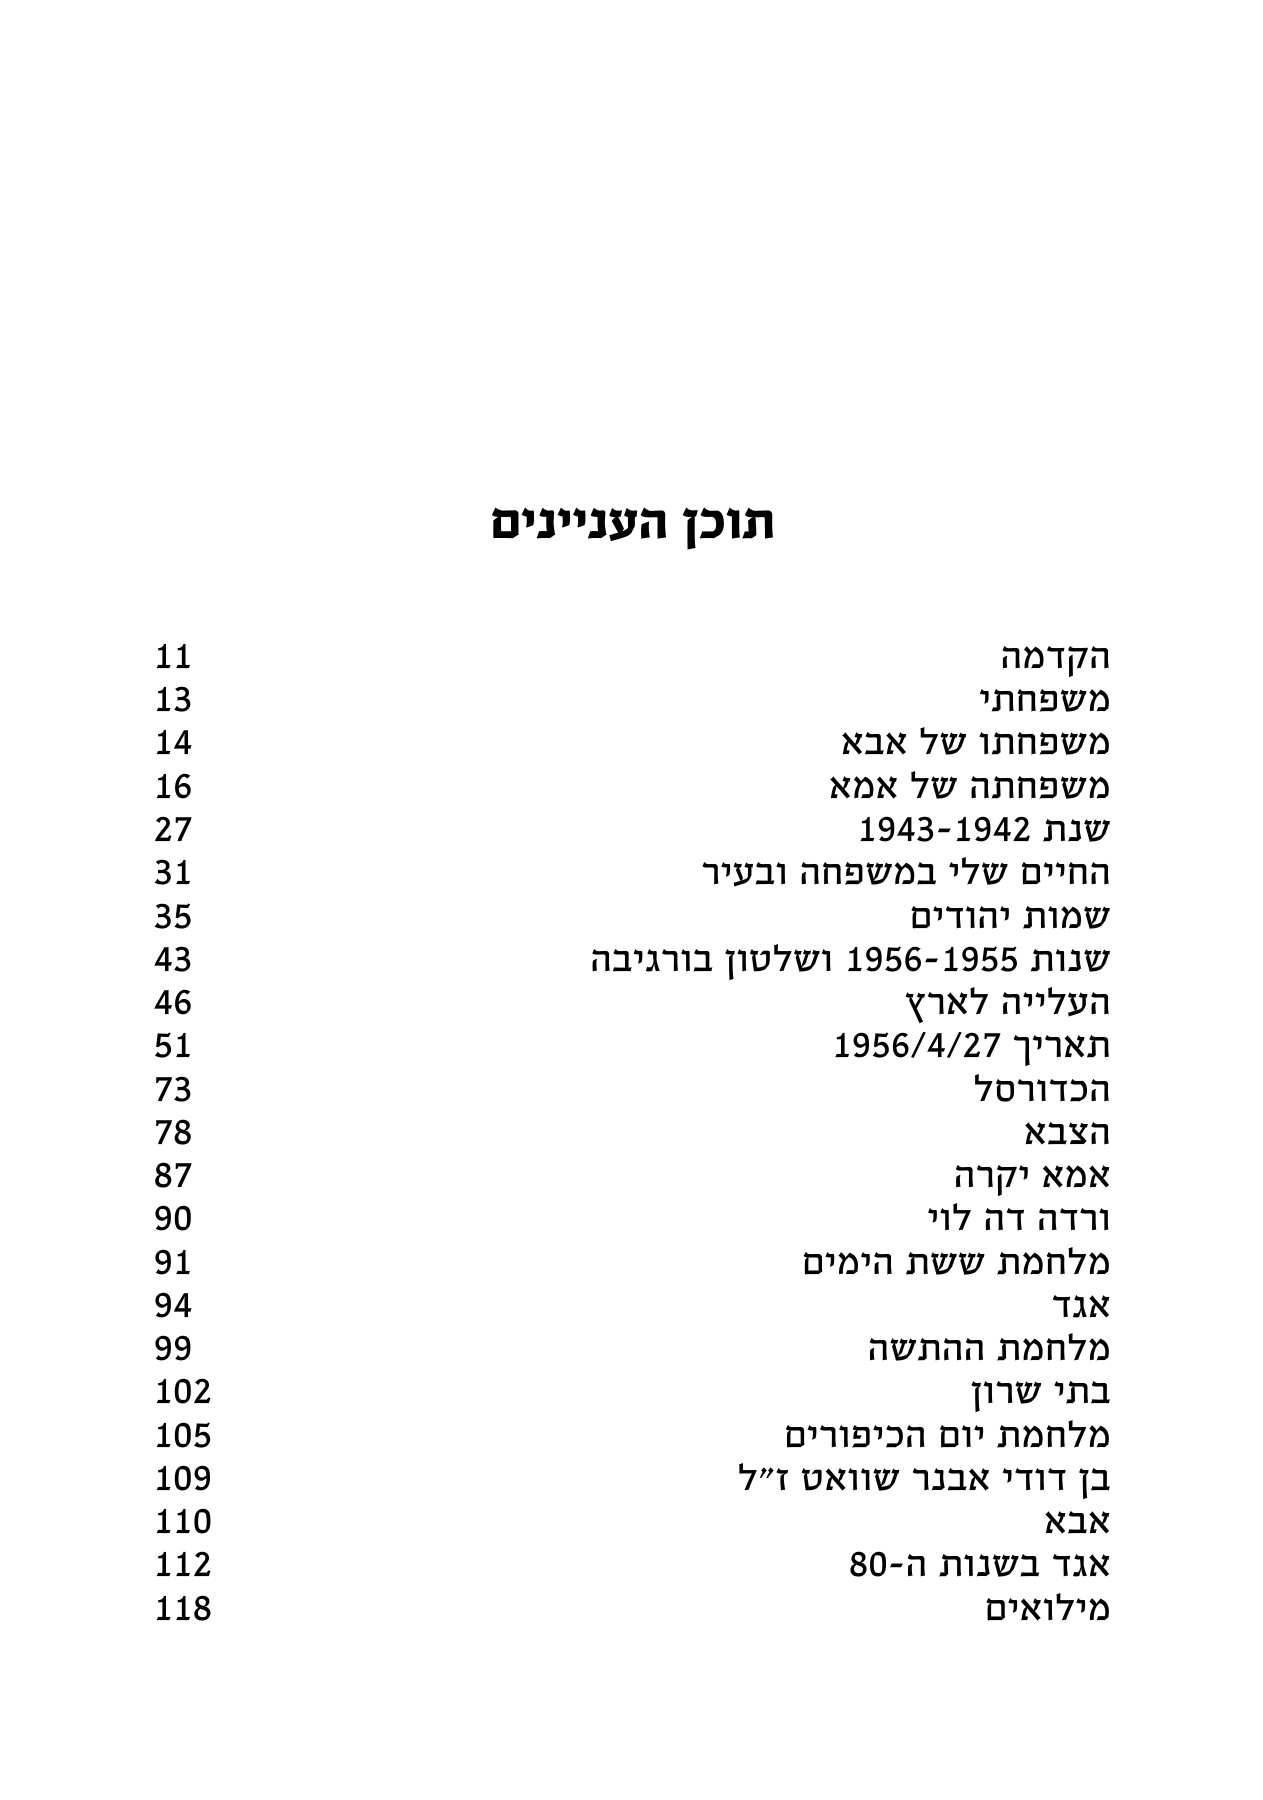 תוכן העניינים
הקדמה 11
משפחתי 13
משפחתו של אבא 14
משפחתה של אמא 16
שנת 1943-1942 27
החיים שלי במשפחה ובעיר 31
שמות יהודים 35
שנות 1956-1955 ושלטון בורגיבה 43
העלייה לארץ 46
תאריך 1956/4/27 51
הכדורסל 73
הצבא 78
אמא יקרה 87
ורדה דה לוי 90
מלחמת ששת הימים 91
אגד 94
מלחמת ההתשה 99
בתי שרון 102
מלחמת יום הכיפורים 105
בן דודי אבנר שוואט ז״ל 109
אבא 110
אגד בשנות ה-80 112
מילואים 118